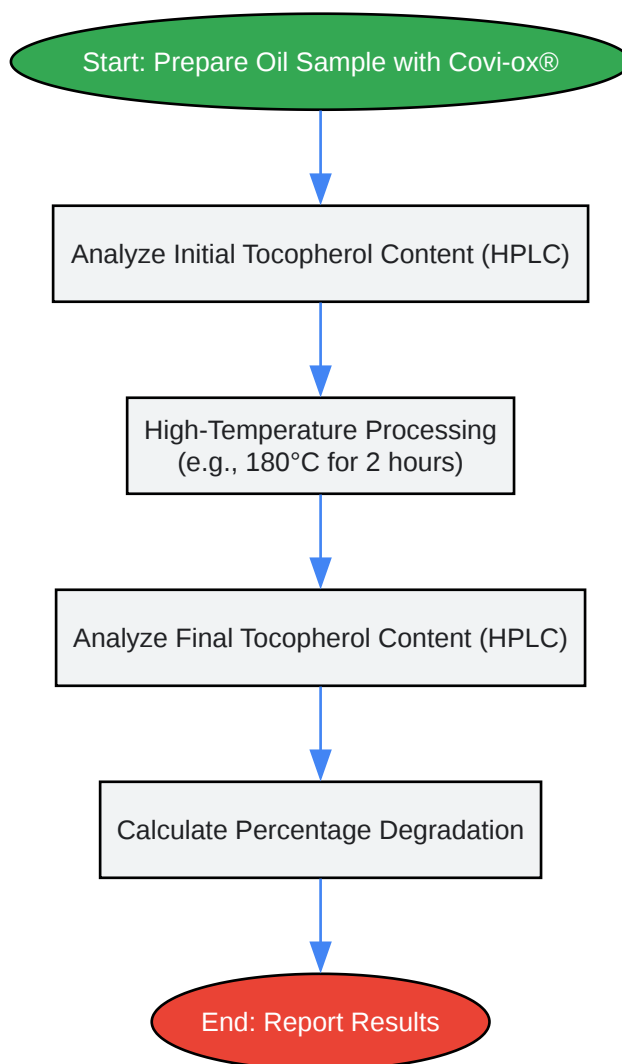 Start: Prepare Oil Sample with Covi-ox®
Analyze Initial Tocopherol Content (HPLC)
High-Temperature Processing
(e.g., 180°C for 2 hours)
Analyze Final Tocopherol Content (HPLC)
Calculate Percentage Degradation
End: Report Results